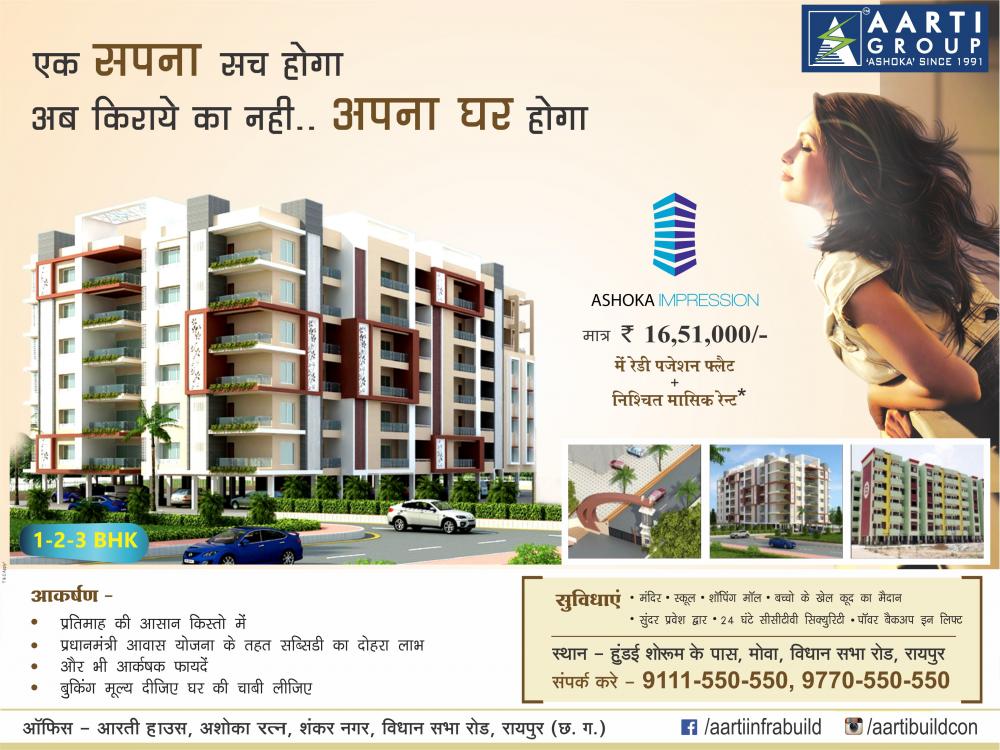 AARTI
GROUP
'ASHOKA' SINCE 1991
एक सपना सच होगा
अब किराये का नही.. अपना घर होगा
ASHOKA IMPRESSION
मात्र ₹ 16,51,000/-
में रेडी पजेशन फ्लैट
+
निश्चित मासिक रेन्ट*
1-2-3 BHK
आकर्षण -
• प्रतिमाह की आसान किस्तो में
• प्रधानमंत्री आवास योजना के तहत सब्सिडी का दोहरा लाभ
• और भी आर्कषक फायदें
• बुकिंग मूल्य दीजिए घर की चाबी लीजिए
सुविधाएं • मंदिर • स्कूल • शॉपिंग मॉल • बच्चो के खेल कूद का मैदान
• सुंदर प्रवेश द्वार • 24 घंटे सीसीटीवी सिक्युरिटी • पॉवर बैकअप इन लिफ्ट
स्थान – हुंडई शोरूम के पास, मोवा, विधान सभा रोड, रायपुर
संपर्क करे – 9111-550-550, 9770-550-550
ऑफिस – आरती हाउस, अशोका रत्न, शंकर नगर, विधान सभा रोड, रायपुर (छ. ग.)
/aartiinfrabuild /aartibuildcon